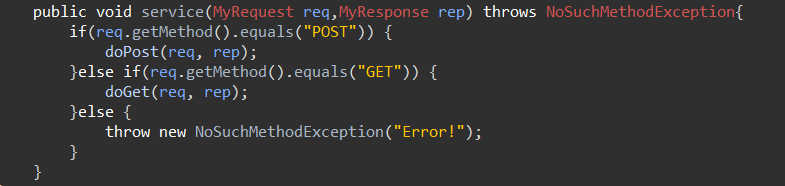 public void service(MyRequest req,MyResponse rep) throws NoSuchMethodException{
if(req.getMethod().equals("POST")) {
doPost(req, rep);
}else if(req.getMethod().equals("GET")) {
doGet(req, rep);
}else {
throw new NoSuchMethodException("Error!");
}
}